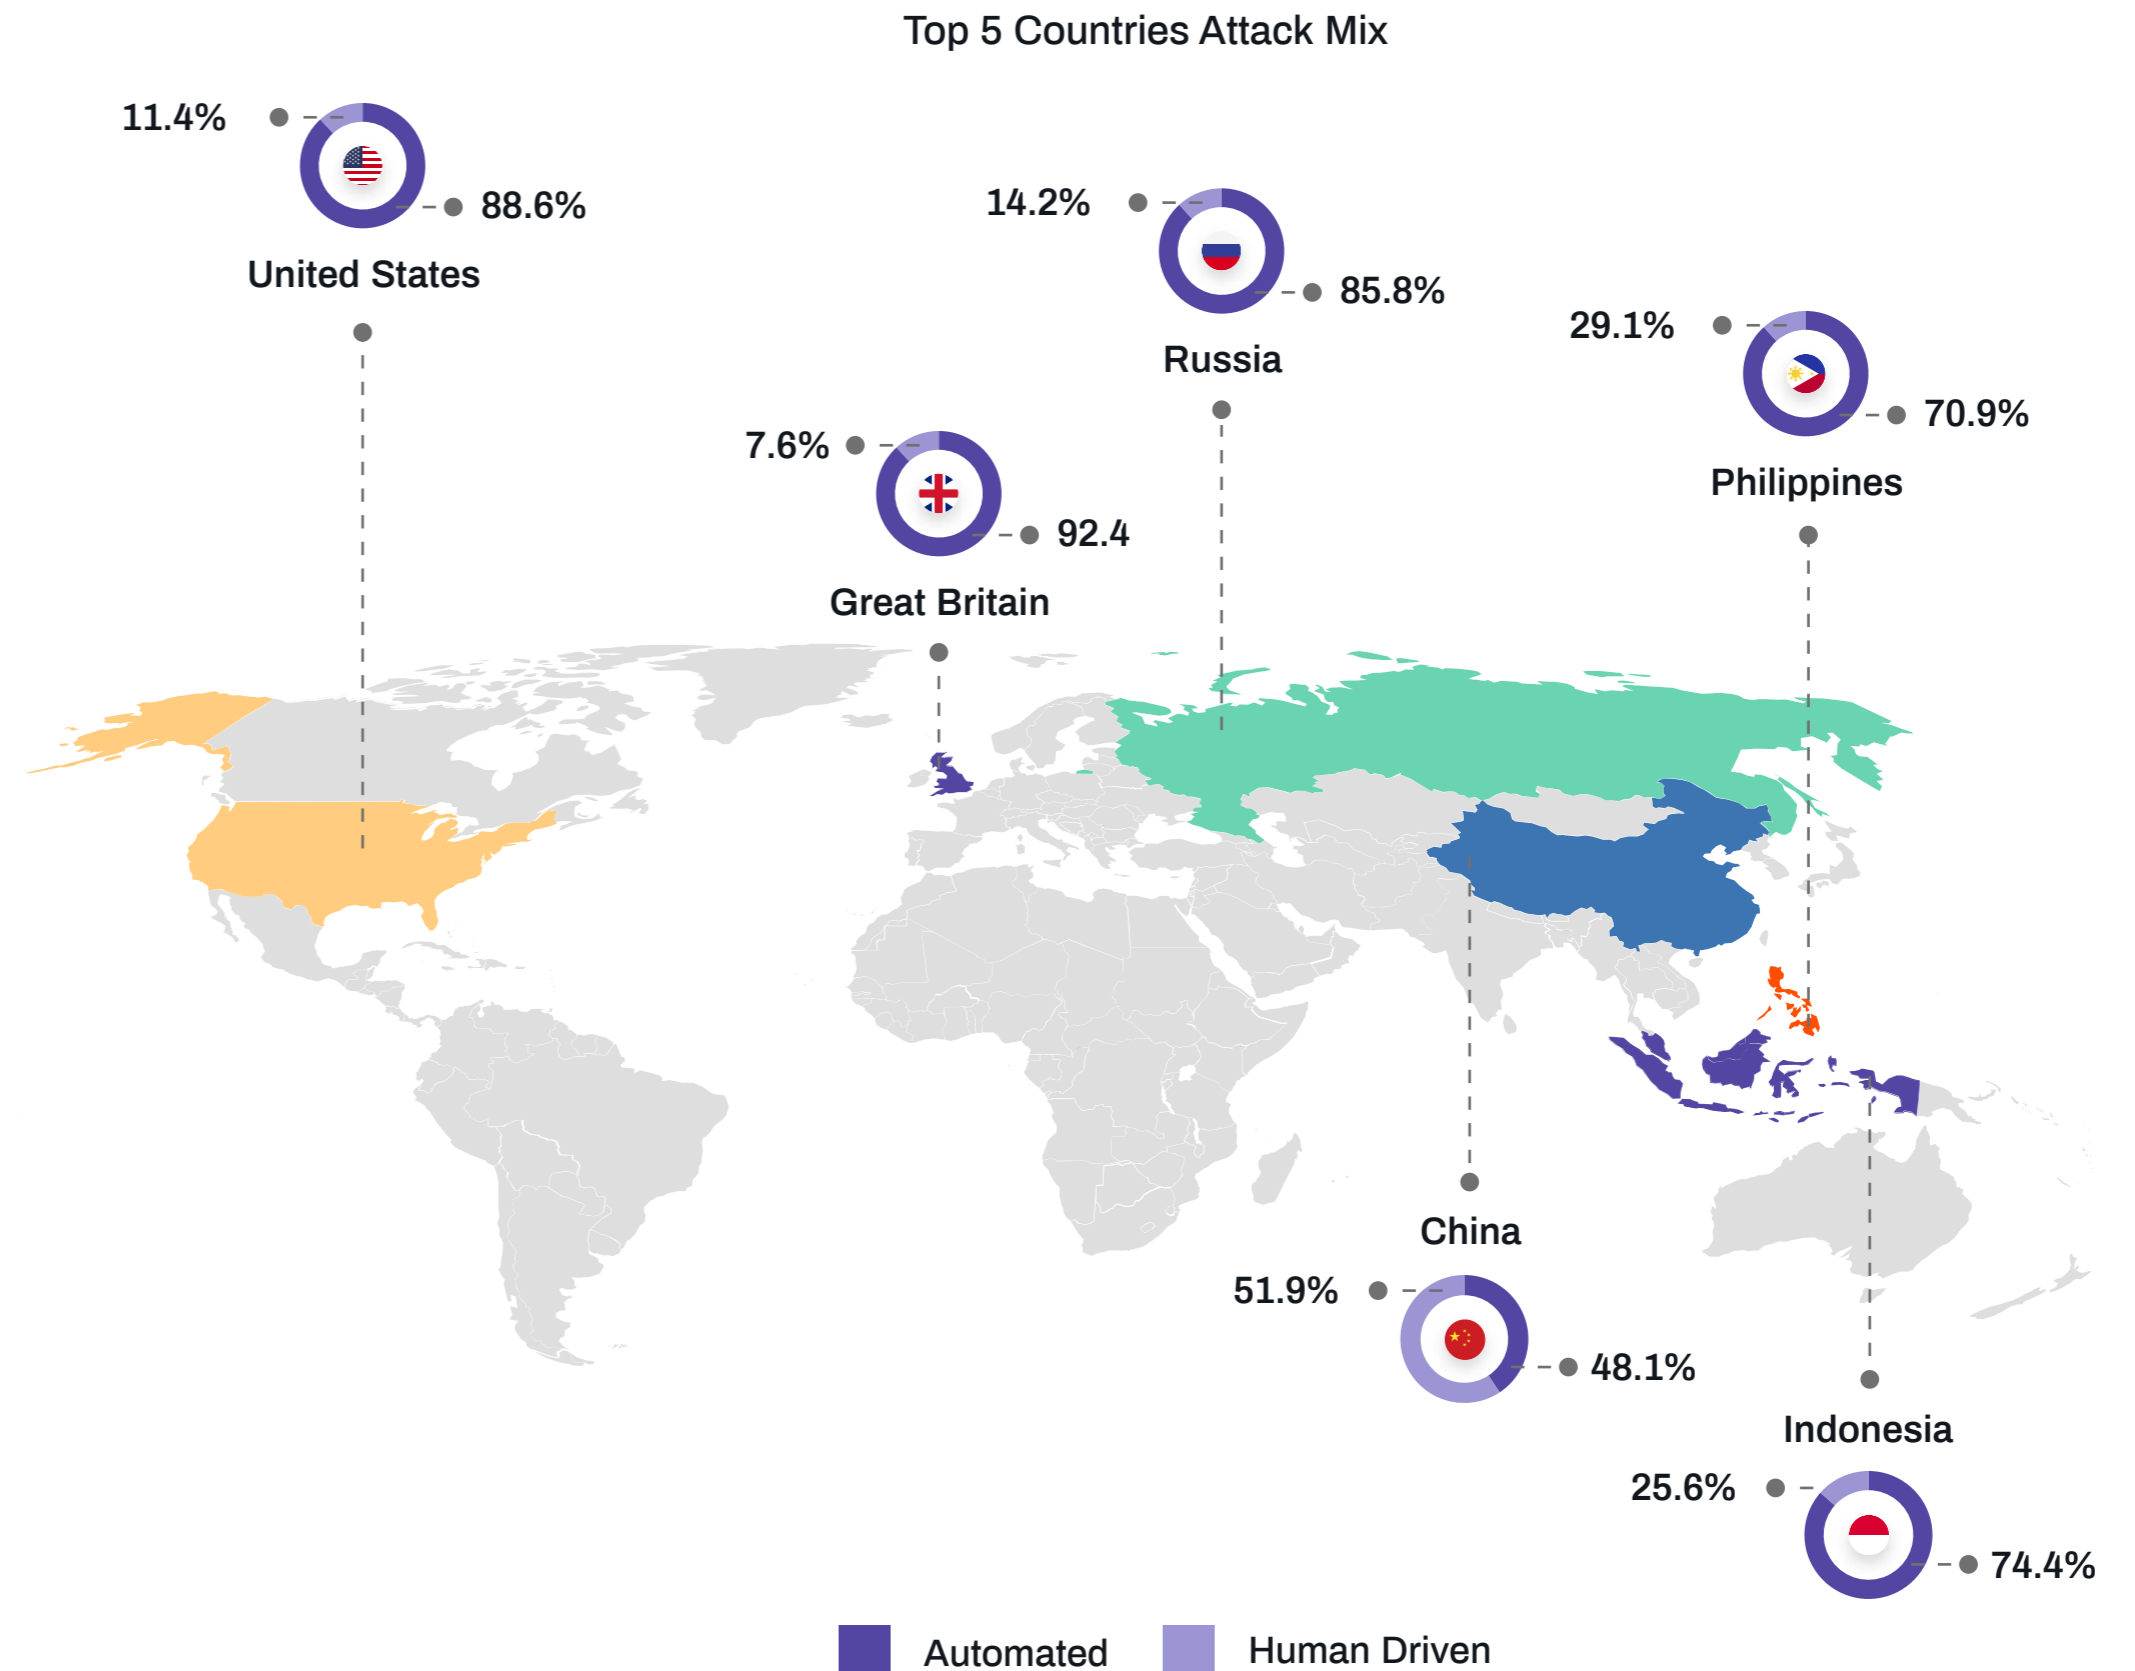 Top 5 Countries Attack Mix
11.4%
88.6%
United States
14.2%
85.8%
Russia
29.1%
70.9%
Philippines
7.6%
92.4
Great Britain
China
51.9%
48.1%
Indonesia
25.6%
74.4%
Automated
Human Driven